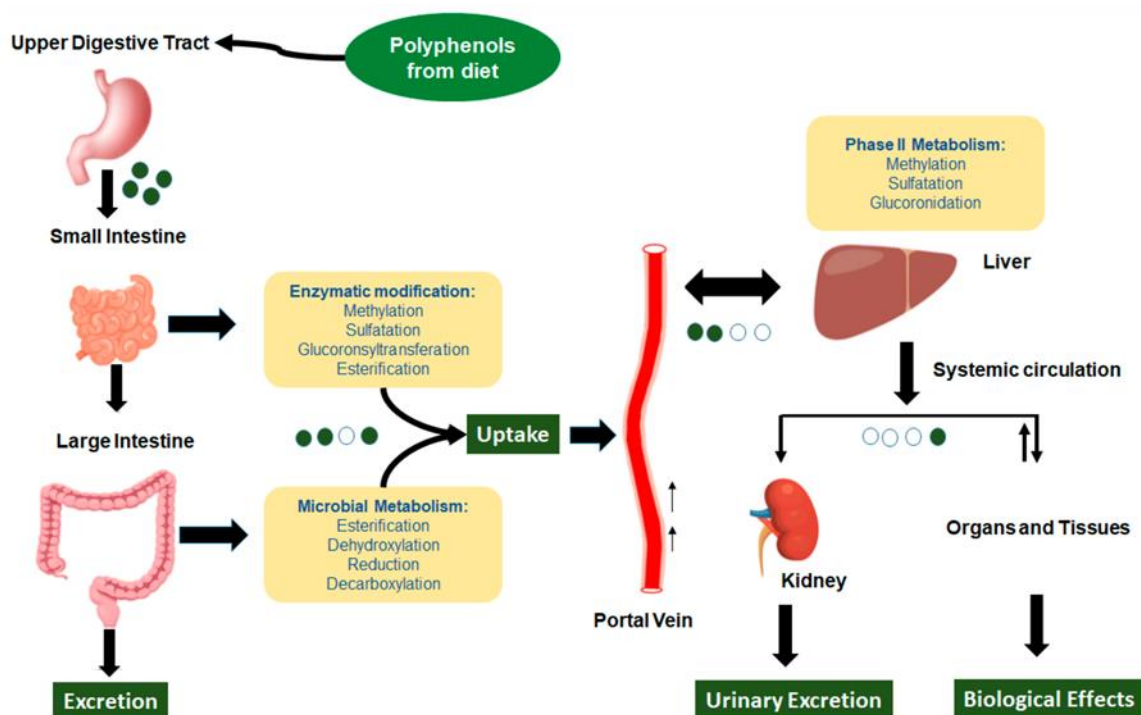 Upper Digestive Tract
Polyphenols
from diet
Small Intestine
Enzymatic modification:
Methylation
Sulfatation
Glucoronsyltransferation
Esterification
Large Intestine
Uptake
Microbial Metabolism:
Esterification
Dehydroxylation
Reduction
Decarboxylation
Excretion
Portal Vein
Phase II Metabolism:
Methylation
Sulfatation
Glucoronidation
Liver
Systemic circulation
Kidney
Organs and Tissues
Urinary Excretion
Biological Effects